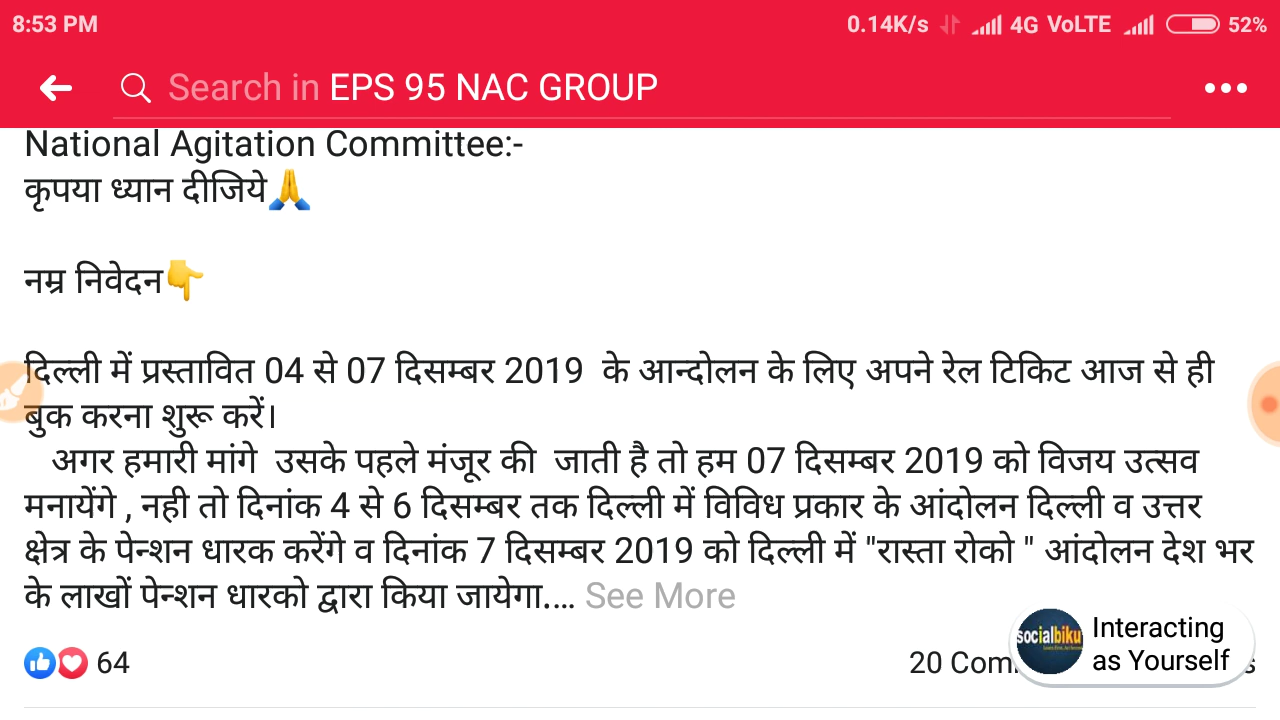 8:53 PM 0.14K/s 4G VoLTE 52%
Search in EPS 95 NAC GROUP
National Agitation Committee:-
कृपया ध्यान दीजिये🙏
नम्र निवेदन👇
दिल्ली में प्रस्तावित 04 से 07 दिसम्बर 2019 के आन्दोलन के लिए अपने रेल टिकिट आज से ही
बुक करना शुरू करें।
अगर हमारी मांगे उसके पहले मंजूर की जाती है तो हम 07 दिसम्बर 2019 को विजय उत्सव
मनायेंगे , नही तो दिनांक 4 से 6 दिसम्बर तक दिल्ली में विविध प्रकार के आंदोलन दिल्ली व उत्तर
क्षेत्र के पेन्शन धारक करेंगे व दिनांक 7 दिसम्बर 2019 को दिल्ली में "रास्ता रोको " आंदोलन देश भर
के लाखों पेन्शन धारको द्वारा किया जायेगा.... See More
64 20
socialbiku Interacting
as Yourself